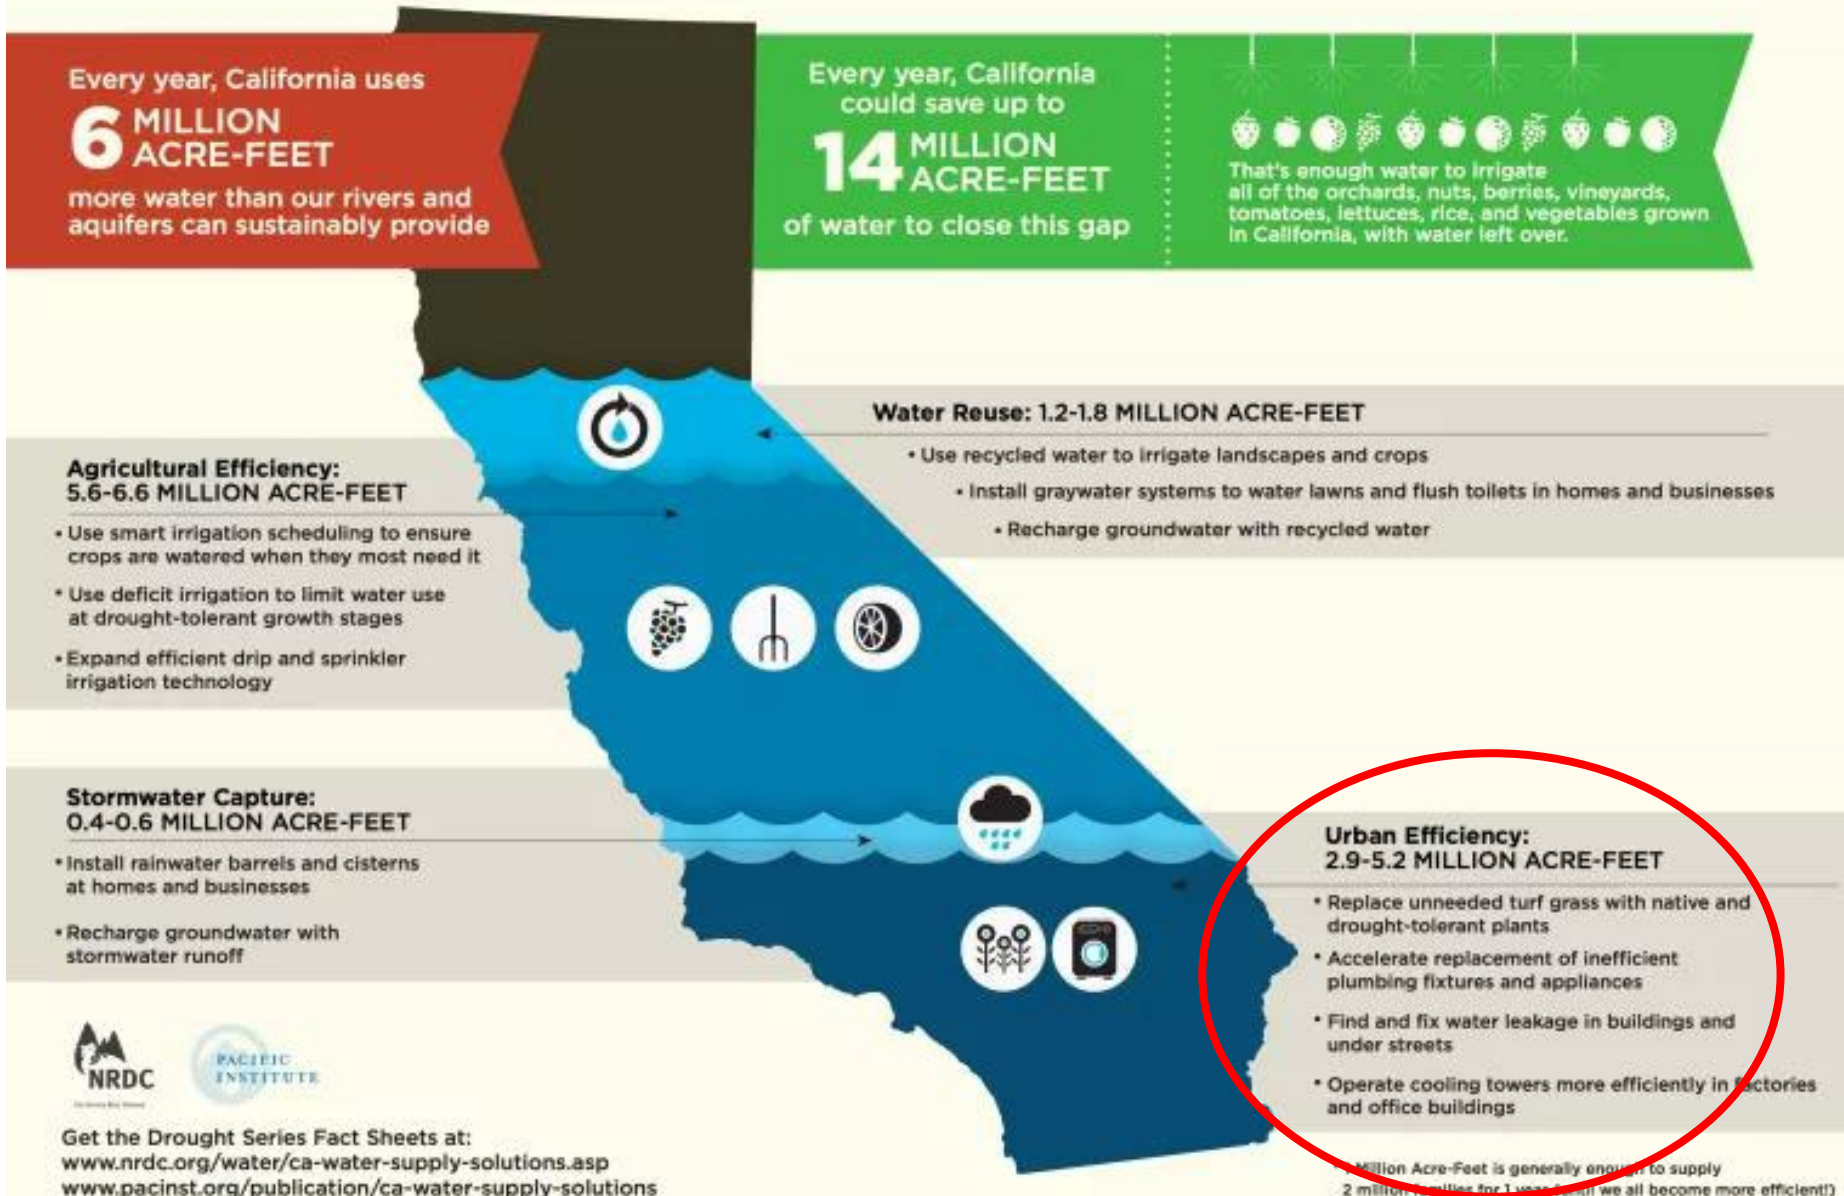 Every year, California uses
6 MILLION
ACRE-FEET
more water than our rivers and
aquifers can sustainably provide
Every year, California
could save up to
14 MILLION
ACRE-FEET
of water to close this gap
That's enough water to irrigate
all of the orchards, nuts, berries, vineyards,
tomatoes, lettuces, rice, and vegetables grown
in California, with water left over.
Water Reuse: 1.2-1.8 MILLION ACRE-FEET
• Use recycled water to irrigate landscapes and crops
• Install graywater systems to water lawns and flush toilets in homes and businesses
• Recharge groundwater with recycled water
Agricultural Efficiency:
5.6-6.6 MILLION ACRE-FEET
• Use smart irrigation scheduling to ensure
crops are watered when they most need it
• Use deficit irrigation to limit water use
at drought-tolerant growth stages
• Expand efficient drip and sprinkler
irrigation technology
Stormwater Capture:
0.4-0.6 MILLION ACRE-FEET
• Install rainwater barrels and cisterns
at homes and businesses
• Recharge groundwater with
stormwater runoff
Urban Efficiency:
2.9-5.2 MILLION ACRE-FEET
• Replace unneeded turf grass with native and
drought-tolerant plants
• Accelerate replacement of inefficient
plumbing fixtures and appliances
• Find and fix water leakage in buildings and
under streets
• Operate cooling towers more efficiently in factories
and office buildings
NRDC
PACIFIC
INSTITUTE
Get the Drought Series Fact Sheets at:
www.nrdc.org/water/ca-water-supply-solutions.asp
www.pacinst.org/publication/ca-water-supply-solutions
Million Acre-Feet is generally enough to supply
2 million families for 1 year we all become more efficient!)